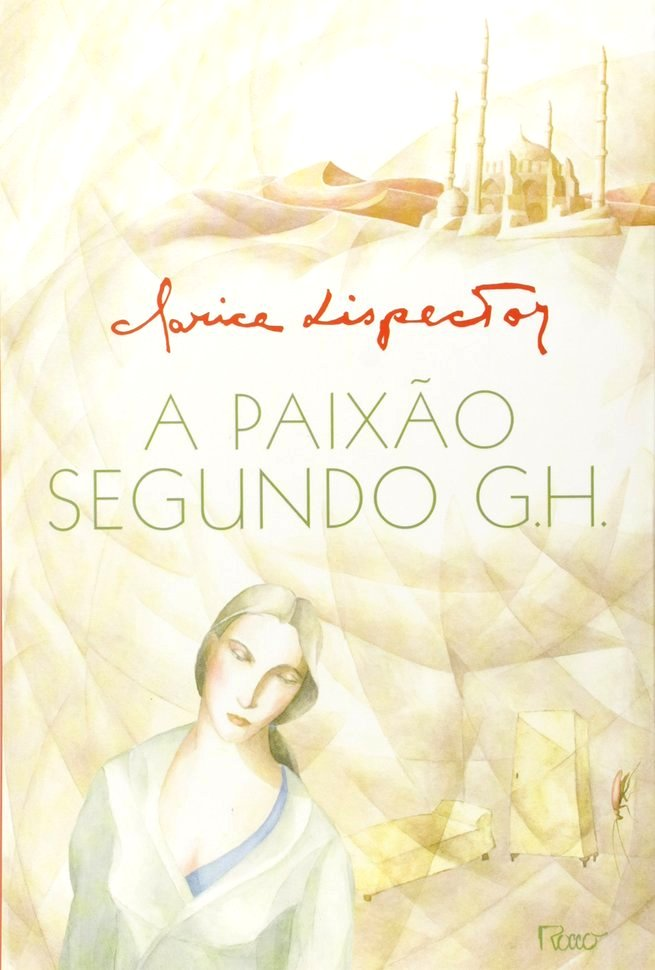 Clarice Lispector
A PAIXÃO
SEGUNDO G.H.
ROCCO